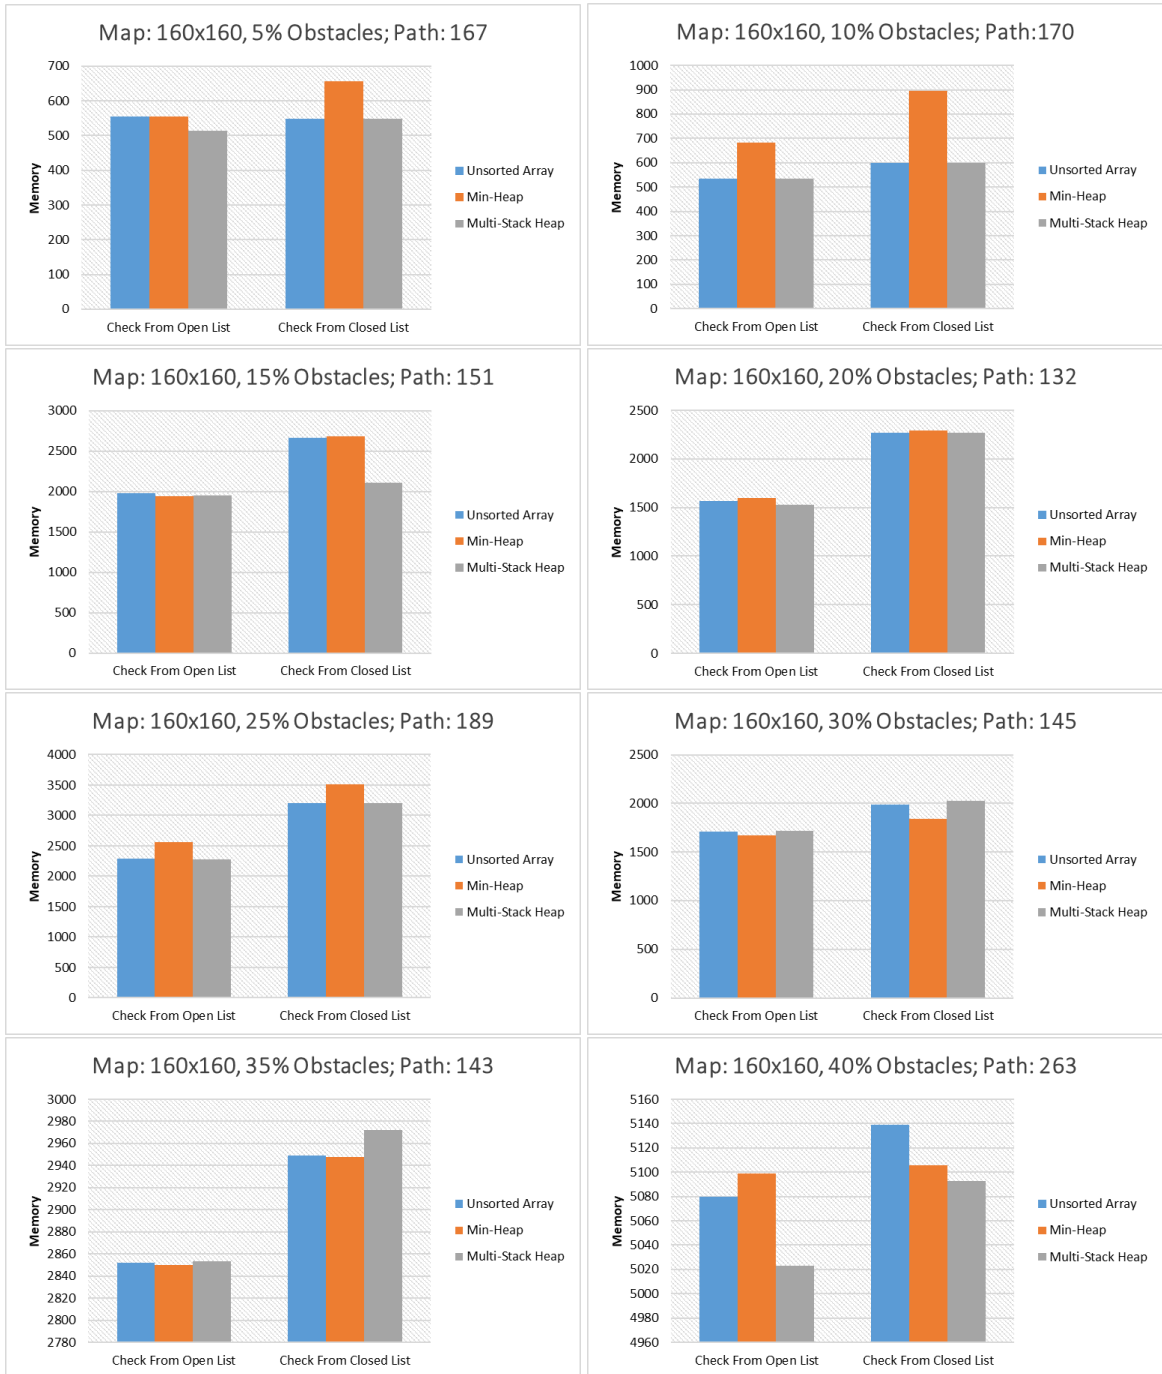 Map: 160x160, 5% Obstacles; Path: 167
700
600
500
400
300
200
100
0
Memory
Check From Open List
Check From Closed List
Unsorted Array
Min-Heap
Multi-Stack Heap
Map: 160x160, 10% Obstacles; Path:170
1000
900
800
700
600
500
400
300
200
100
0
Memory
Check From Open List
Check From Closed List
Unsorted Array
Min-Heap
Multi-Stack Heap
Map: 160x160, 15% Obstacles; Path: 151
3000
2500
2000
1500
1000
500
0
Memory
Check From Open List
Check From Closed List
Unsorted Array
Min-Heap
Multi-Stack Heap
Map: 160x160, 20% Obstacles; Path: 132
2500
2000
1500
1000
500
0
Memory
Check From Open List
Check From Closed List
Unsorted Array
Min-Heap
Multi-Stack Heap
Map: 160x160, 25% Obstacles; Path: 189
4000
3500
3000
2500
2000
1500
1000
500
0
Memory
Check From Open List
Check From Closed List
Unsorted Array
Min-Heap
Multi-Stack Heap
Map: 160x160, 30% Obstacles; Path: 145
2500
2000
1500
1000
500
0
Memory
Check From Open List
Check From Closed List
Unsorted Array
Min-Heap
Multi-Stack Heap
Map: 160x160, 35% Obstacles; Path: 143
3000
2980
2960
2940
2920
2900
2880
2860
2840
2820
2800
2780
Memory
Check From Open List
Check From Closed List
Unsorted Array
Min-Heap
Multi-Stack Heap
Map: 160x160, 40% Obstacles; Path: 263
5160
5140
5120
5100
5080
5060
5040
5020
5000
4980
4960
Memory
Check From Open List
Check From Closed List
Unsorted Array
Min-Heap
Multi-Stack Heap